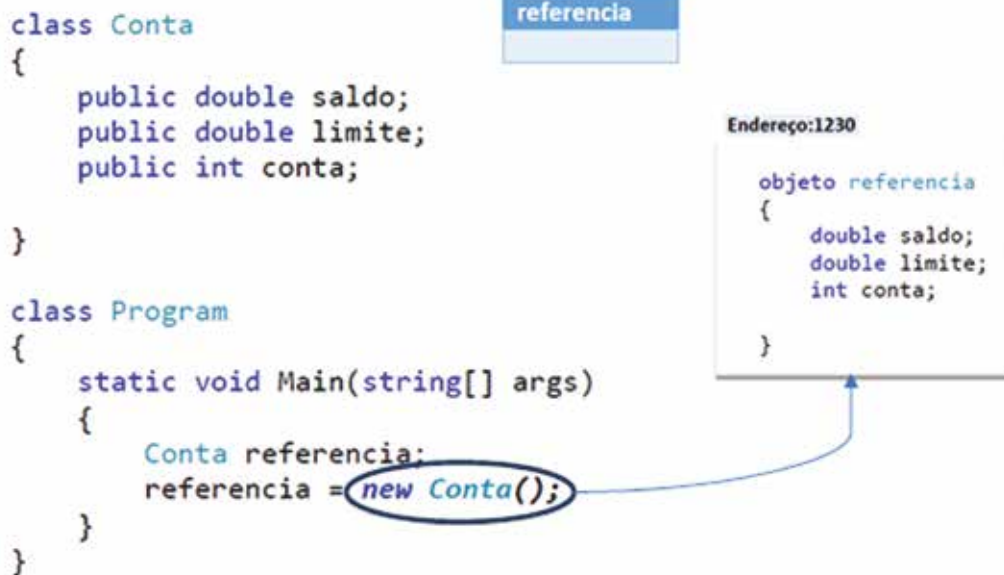 class Conta
{
    public double saldo;
    public double limite;
    public int conta;
}
class Program
{
    static void Main(string[] args)
    {
        Conta referencia;
        referencia = new Conta();
    }
}
referencia
Endereço:1230
objeto referencia
{
    double saldo;
    double limite;
    int conta;
}